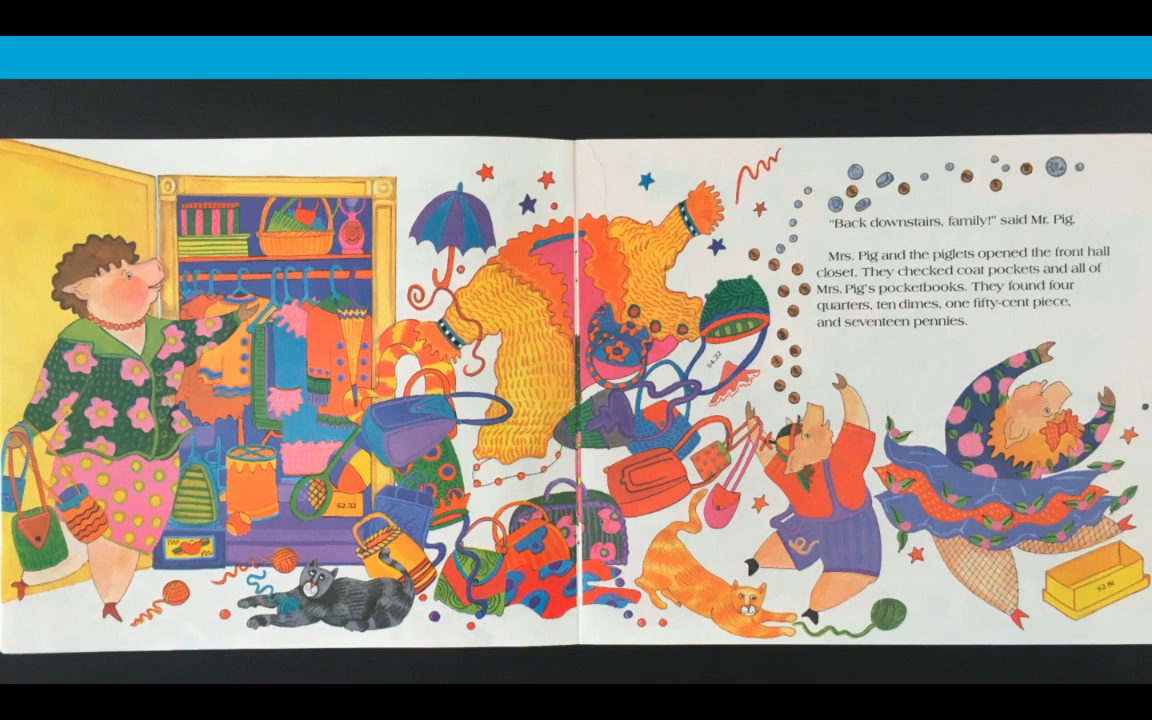 $2.32
"Back downstairs, family!" said Mr. Pig.
Mrs. Pig and the piglets opened the front hall
closet. They checked coat pockets and all of
Mrs. Pig's pocketbooks. They found four
quarters, ten dimes, one fifty-cent piece,
and seventeen pennies.
$4.22
$2.81